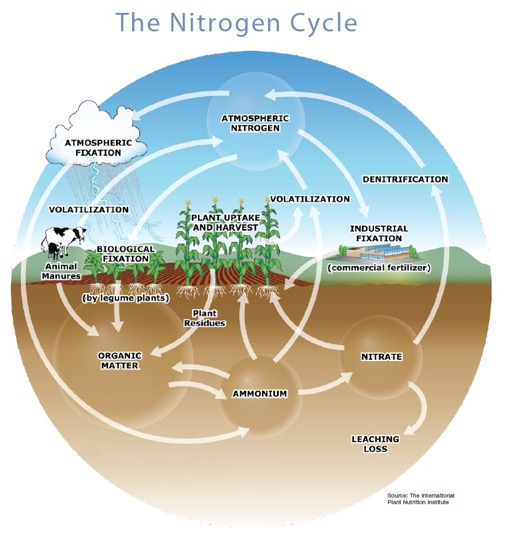 The Nitrogen Cycle
ATMOSPHERIC
NITROGEN
ATMOSPHERIC
FIXATION
DENITRIFICATION
VOLATILIZATION
VOLATILIZATION
PLANT UPTAKE
AND HARVEST
INDUSTRIAL
FIXATION
(commercial fertilizer)
BIOLOGICAL
FIXATION
(by legume plants)
Animal
Manures
Plant
Residues
ORGANIC
MATTER
AMMONIUM
NITRATE
LEACHING
LOSS
Source: The International
Plant Nutrition Institute